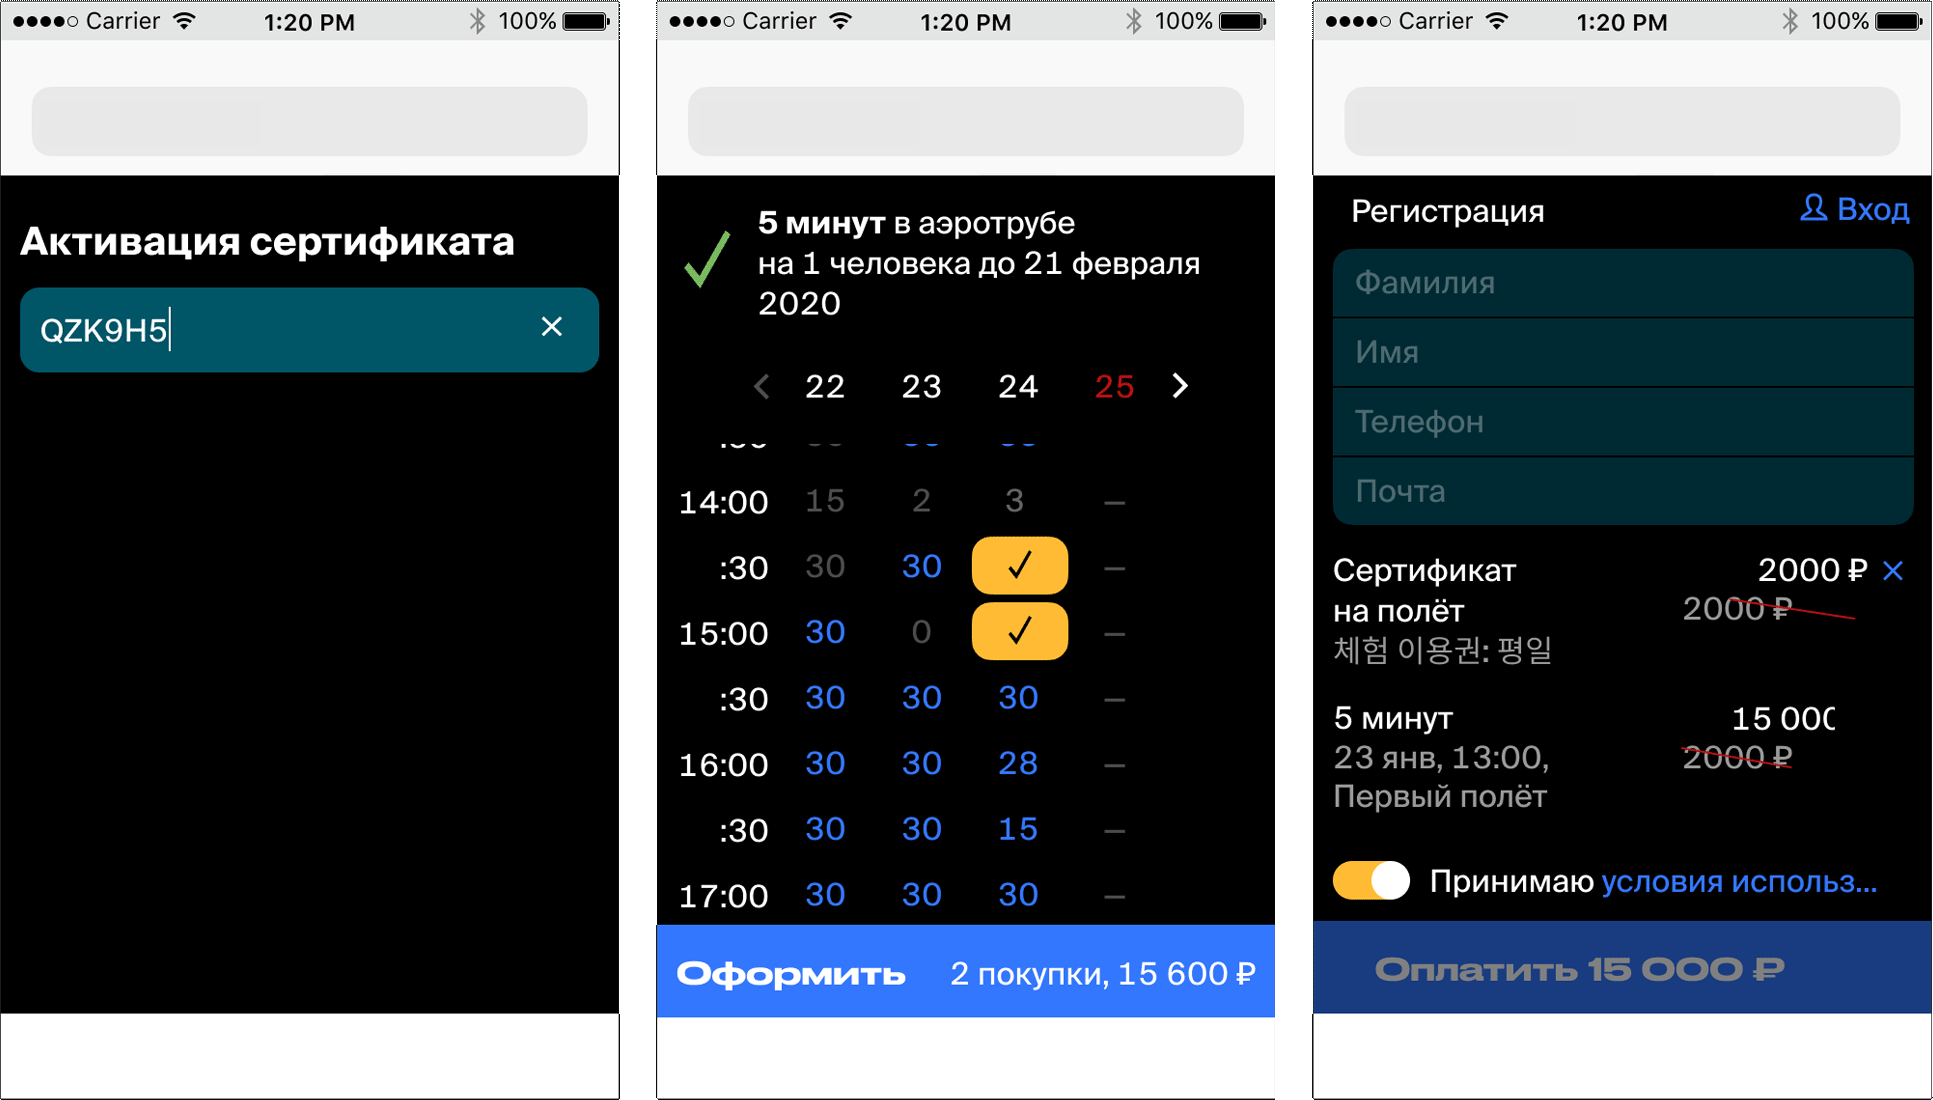 Carrier 1:20 PM 100%
Активация сертификата
QZK9H5
Carrier 1:20 PM 100%
5 минут в аэротрубе
на 1 человека до 21 февраля
2020
22 23 24 25
14:00 15 2 3 —
:30 30 30 ✓ —
15:00 30 0 ✓ —
:30 30 30 30 —
16:00 30 30 28 —
:30 30 30 15 —
17:00 30 30 30 —
Оформить 2 покупки, 15 600 ₽
Carrier 1:20 PM 100%
Регистрация Вход
Фамилия
Имя
Телефон
Почта
Сертификат 2000 ₽
на полёт 2000 ₽
체험 이용권: 평일
5 минут 15 000
23 янв, 13:00, 2000 ₽
Первый полёт
Принимаю условия использ...
Оплатить 15 000 ₽